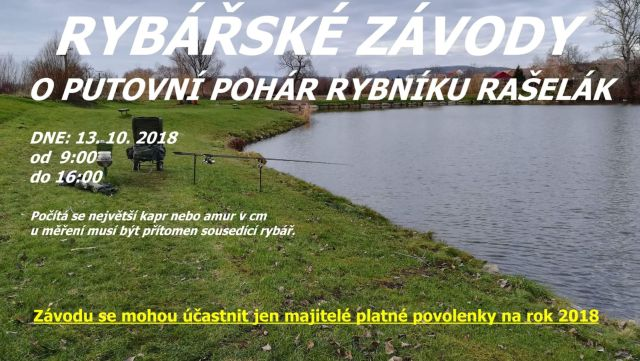 RYBÁŘSKÉ ZÁVODY
O PUTOVNÍ POHÁR RYBNÍKU RAŠELÁK
DNE: 13. 10. 2018
od 9:00
do 16:00
Počítá se největší kapr nebo amur v cm
u měření musí být přítomen sousedící rybář.
Závodu se mohou účastnit jen majitelé platné povolenky na rok 2018